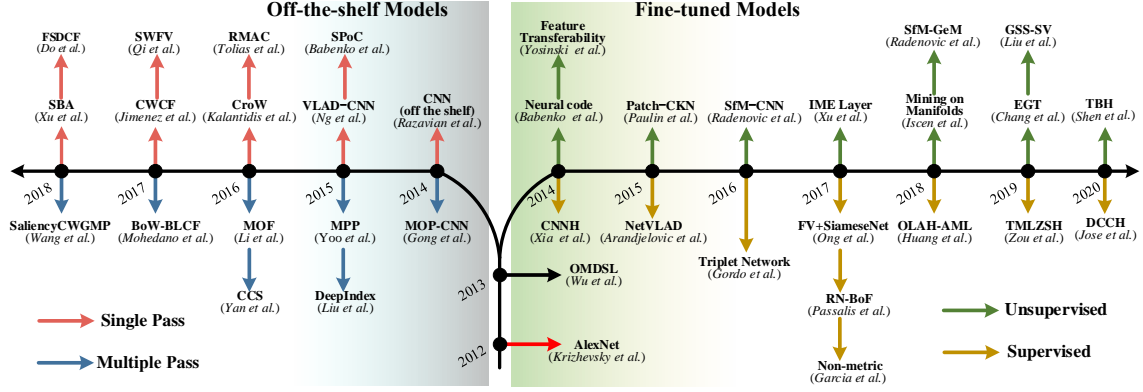 Off-the-shelf Models
Fine-tuned Models
FSDCF
(Do et al.)
SWFV
(Qi et al.)
RMAC
(Tolias et al.)
SPoC
(Babenko et al.)
SBA
(Xu et al.)
CWCF
(Jimenez et al.)
CroW
(Kalantidis et al.)
VLAD-CNN
(Ng et al.)
CNN
(off the shelf)
(Razavian et al.)
2018
2017
2016
2015
2014
SaliencyCWGMP
(Wang et al.)
BoW-BLCF
(Mohedano et al.)
MOF
(Li et al.)
MPP
(Yoo et al.)
MOP-CNN
(Gong et al.)
CCS
(Yan et al.)
DeepIndex
(Liu et al.)
Single Pass
Multiple Pass
2013
OMDSL
(Wu et al.)
2012
AlexNet
(Krizhevsky et al.)
Feature
Transferability
(Yosinski et al.)
SfM-GeM
(Radenovic et al.)
GSS-SV
(Liu et al.)
Neural code
(Babenko et al.)
Patch-CKN
(Paulin et al.)
SfM-CNN
(Radenovic et al.)
IME Layer
(Xu et al.)
Mining on
Manifolds
(Iscen et al.)
EGT
(Chang et al.)
TBH
(Shen et al.)
2014
2015
2016
2017
2018
2019
2020
CNNH
(Xia et al.)
NetVLAD
(Arandjelovic et al.)
Triplet Network
(Gordo et al.)
FV+SiameseNet
(Ong et al.)
OLAH-AML
(Huang et al.)
TMLZSH
(Zou et al.)
DCCH
(Jose et al.)
RN-BoF
(Passalis et al.)
Non-metric
(Garcia et al.)
Unsupervised
Supervised